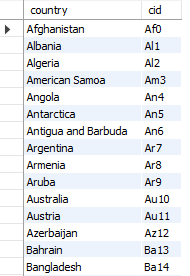 country cid
Afghanistan Af0
Albania Al1
Algeria Al2
American Samoa Am3
Angola An4
Antarctica An5
Antigua and Barbuda An6
Argentina Ar7
Armenia Ar8
Aruba Ar9
Australia Au10
Austria Au11
Azerbaijan Az12
Bahrain Ba13
Bangladesh Ba14